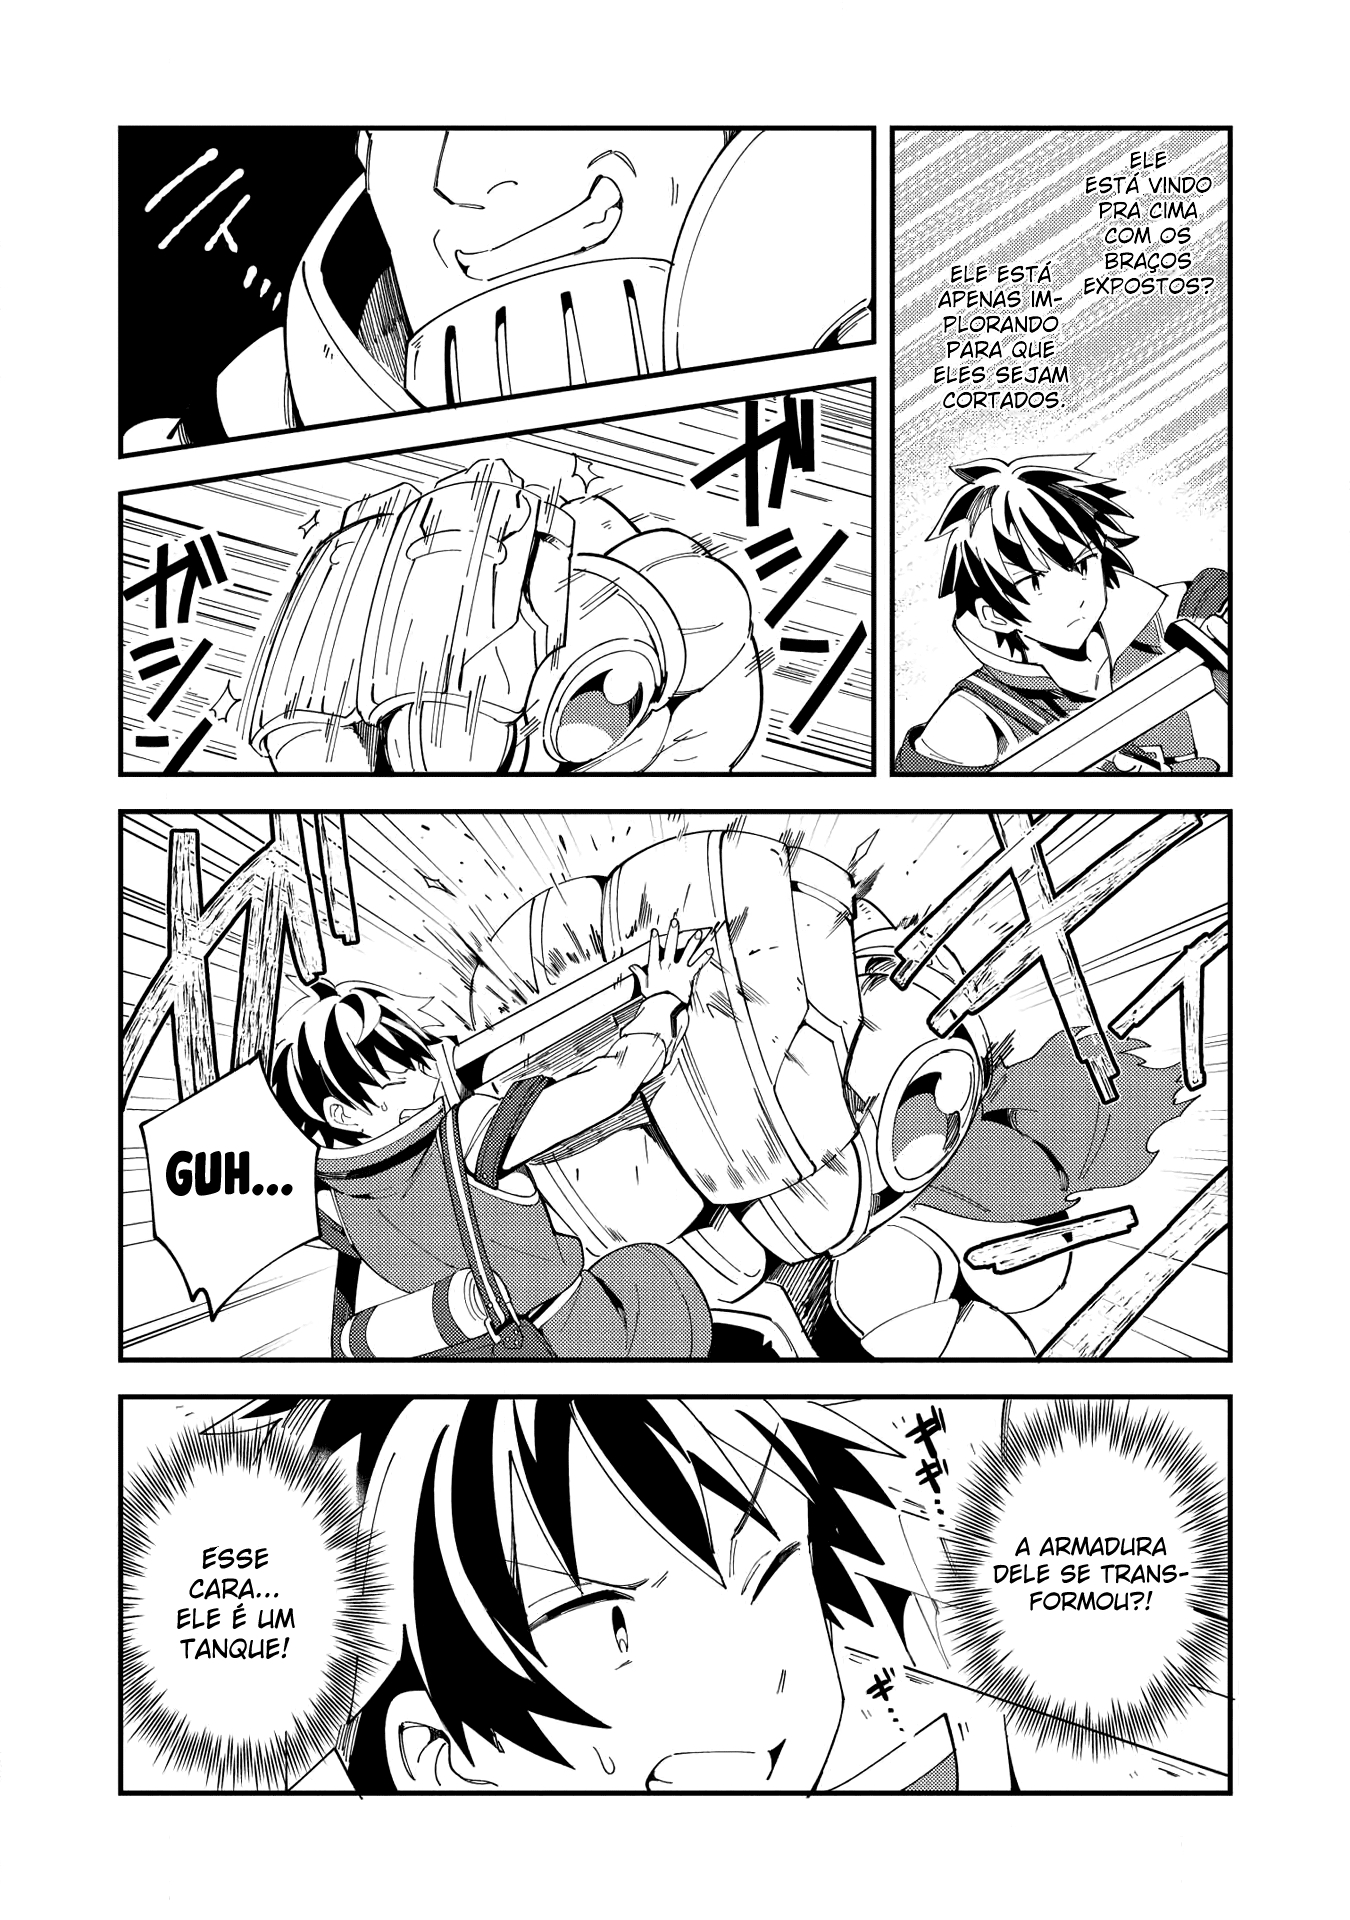 ELE
ESTÁ VINDO
PRA CIMA
COM OS
BRAÇOS
EXPOSTOS?
ELE ESTÁ
APENAS IM-
PLORANDO
PARA QUE
ELES SEJAM
CORTADOS.
ニヤ
ガシン
ガシン
GUH...
A ARMADURA
DELE SE TRANS-
FORMOU?!
ギギ…
ギ…
ESSE
CARA...
ELE É UM
TANQUE!